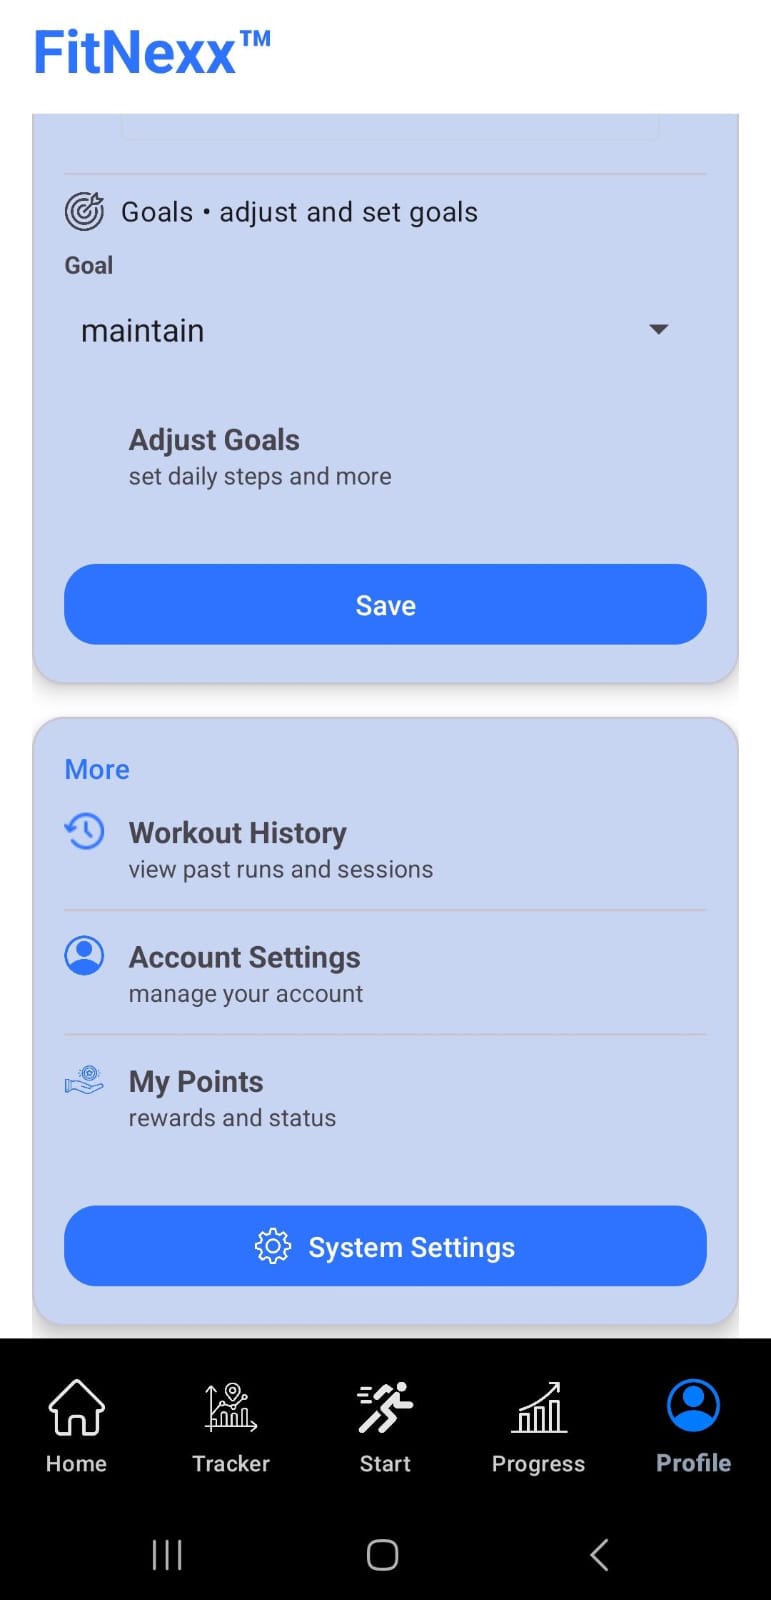 FitNexx™
Goals • adjust and set goals
Goal
maintain
Adjust Goals
set daily steps and more
Save
More
Workout History
view past runs and sessions
Account Settings
manage your account
My Points
rewards and status
System Settings
Home Tracker Start Progress Profile